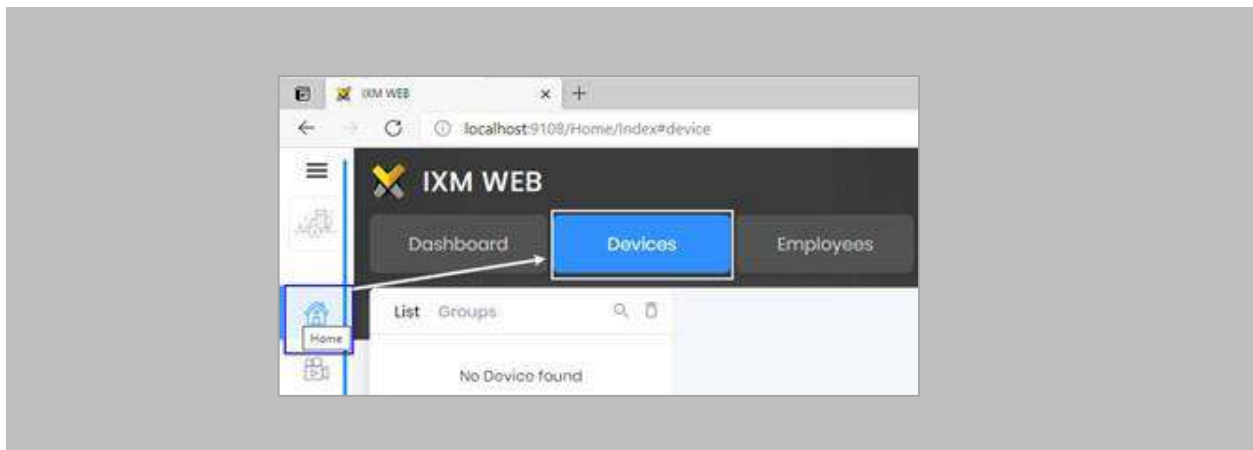 IXM WEB
localhost:9108/Home/Index#device
IXM WEB
Dashboard Devices Employees
List Groups
Home
No Device found